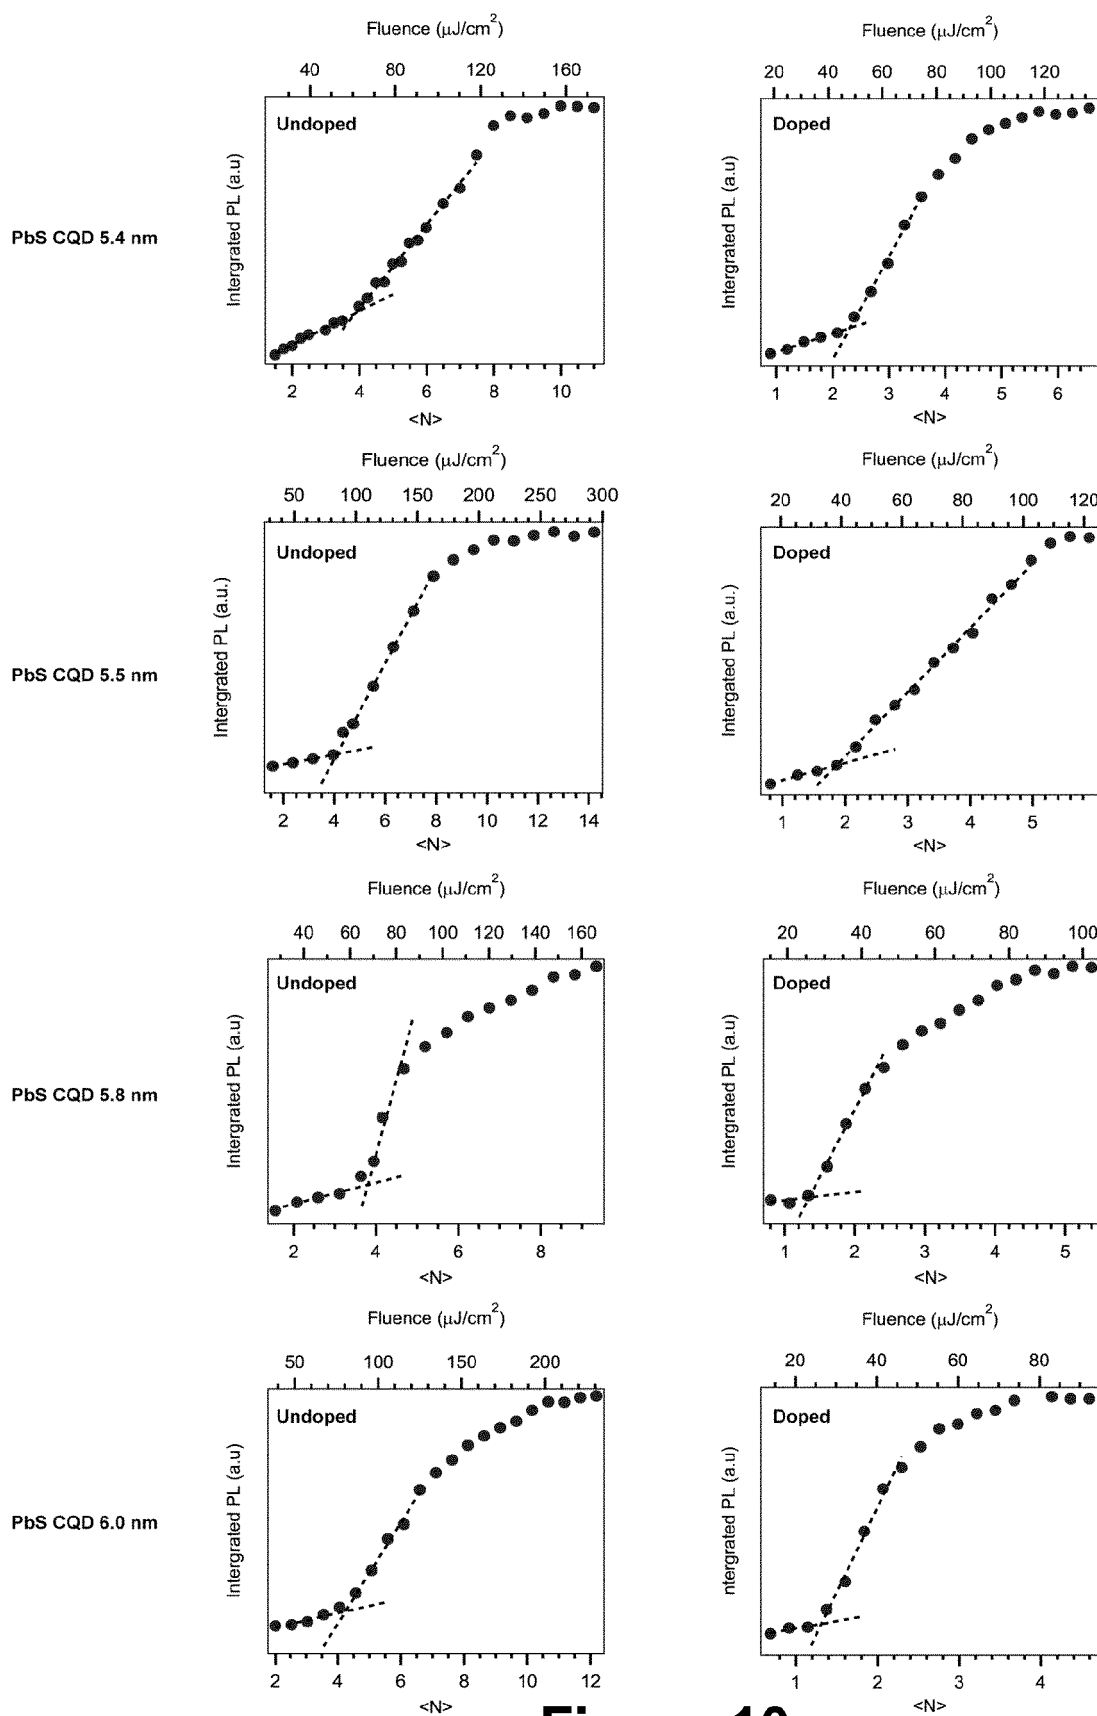 Fluence (μJ/cm2)
40 80 120 160
Undoped
Intergrated PL (a.u)
2 4 6 8 10
<N>
Fluence (μJ/cm2)
20 40 60 80 100 120
Doped
Intergrated PL (a.u)
1 2 3 4 5 6
<N>
PbS CQD 5.4 nm
Fluence (μJ/cm2)
50 100 150 200 250 300
Undoped
Intergrated PL (a.u.)
2 4 6 8 10 12 14
<N>
Fluence (μJ/cm2)
20 40 60 80 100 120
Doped
Intergated PL (a.u.)
1 2 3 4 5
<N>
PbS CQD 5.5 nm
Fluence (μJ/cm2)
40 60 80 100 120 140 160
Undoped
Intergrated PL (a.u)
2 4 6 8
<N>
Fluence (μJ/cm2)
20 40 60 80 100
Doped
Intergrated PL (a.u)
1 2 3 4 5
<N>
PbS CQD 5.8 nm
Fluence (μJ/cm2)
50 100 150 200
Undoped
Intergrated PL (a.u)
2 4 6 8 10 12
<N>
Fluence (μJ/cm2)
20 40 60 80
Doped
ntergrated PL (a.u)
1 2 3 4
<N>
PbS CQD 6.0 nm